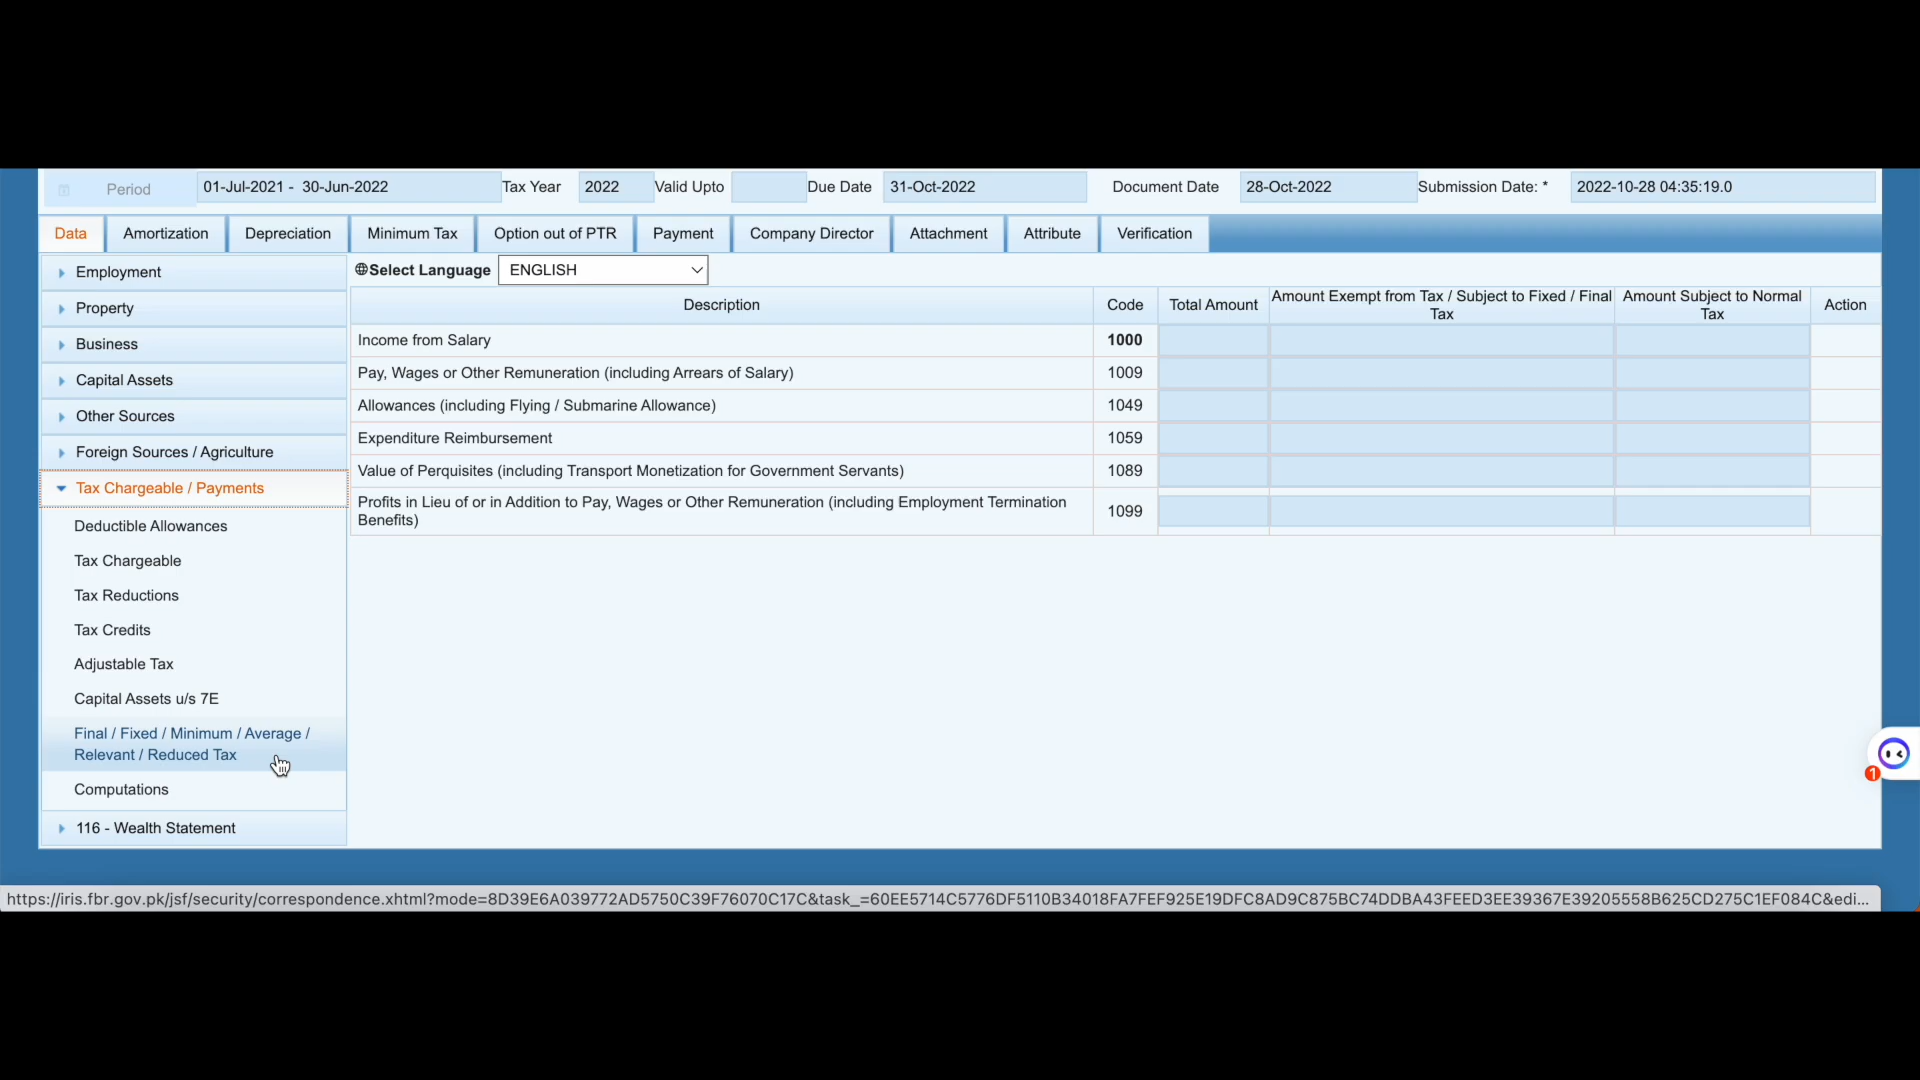 Period 01-Jul-2021 - 30-Jun-2022 Tax Year 2022 Valid Upto Due Date 31-Oct-2022 Document Date 28-Oct-2022 Submission Date: * 2022-10-28 04:35:19.0
Data Amortization Depreciation Minimum Tax Option out of PTR Payment Company Director Attachment Attribute Verification
Employment
Property
Business
Capital Assets
Other Sources
Foreign Sources / Agriculture
Tax Chargeable / Payments
Deductible Allowances
Tax Chargeable
Tax Reductions
Tax Credits
Adjustable Tax
Capital Assets u/s 7E
Final / Fixed / Minimum / Average /
Relevant / Reduced Tax
Computations
116 - Wealth Statement
Select Language ENGLISH
Description Code Total Amount Amount Exempt from Tax / Subject to Fixed / Final Tax Amount Subject to Normal Tax Action
Income from Salary 1000
Pay, Wages or Other Remuneration (including Arrears of Salary) 1009
Allowances (including Flying / Submarine Allowance) 1049
Expenditure Reimbursement 1059
Value of Perquisites (including Transport Monetization for Government Servants) 1089
Profits in Lieu of or in Addition to Pay, Wages or Other Remuneration (including Employment Termination
Benefits) 1099
1
https://iris.fbr.gov.pk/jsf/security/correspondence.xhtml?mode=8D39E6A039772AD5750C39F76070C17C&task_=60EE5714C5776DF5110B34018FA7FEF925E19DFC8AD9C875BC74DDBA43FEED3EE39367E39205558B625CD275C1EF084C&edi...